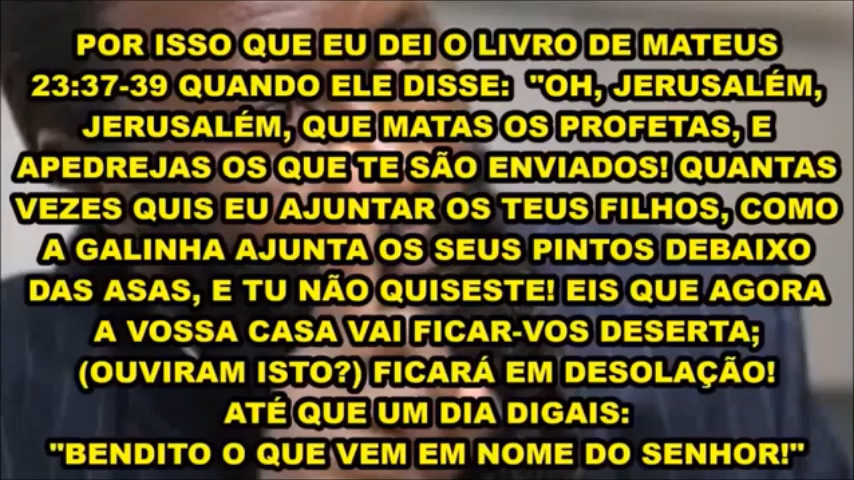 POR ISSO QUE EU DEI O LIVRO DE MATEUS
23:37-39 QUANDO ELE DISSE: "OH, JERUSALÉM,
JERUSALÉM, QUE MATAS OS PROFETAS, E
APEDREJAS OS QUE TE SÃO ENVIADOS! QUANTAS
VEZES QUIS EU AJUNTAR OS TEUS FILHOS, COMO
A GALINHA AJUNTA OS SEUS PINTOS DEBAIXO
DAS ASAS, E TU NÃO QUISESTE! EIS QUE AGORA
A VOSSA CASA VAI FICAR-VOS DESERTA;
(OUVIRAM ISTO?) FICARÁ EM DESOLAÇÃO!
ATÉ QUE UM DIA DIGAIS:
"BENDITO O QUE VEM EM NOME DO SENHOR!"